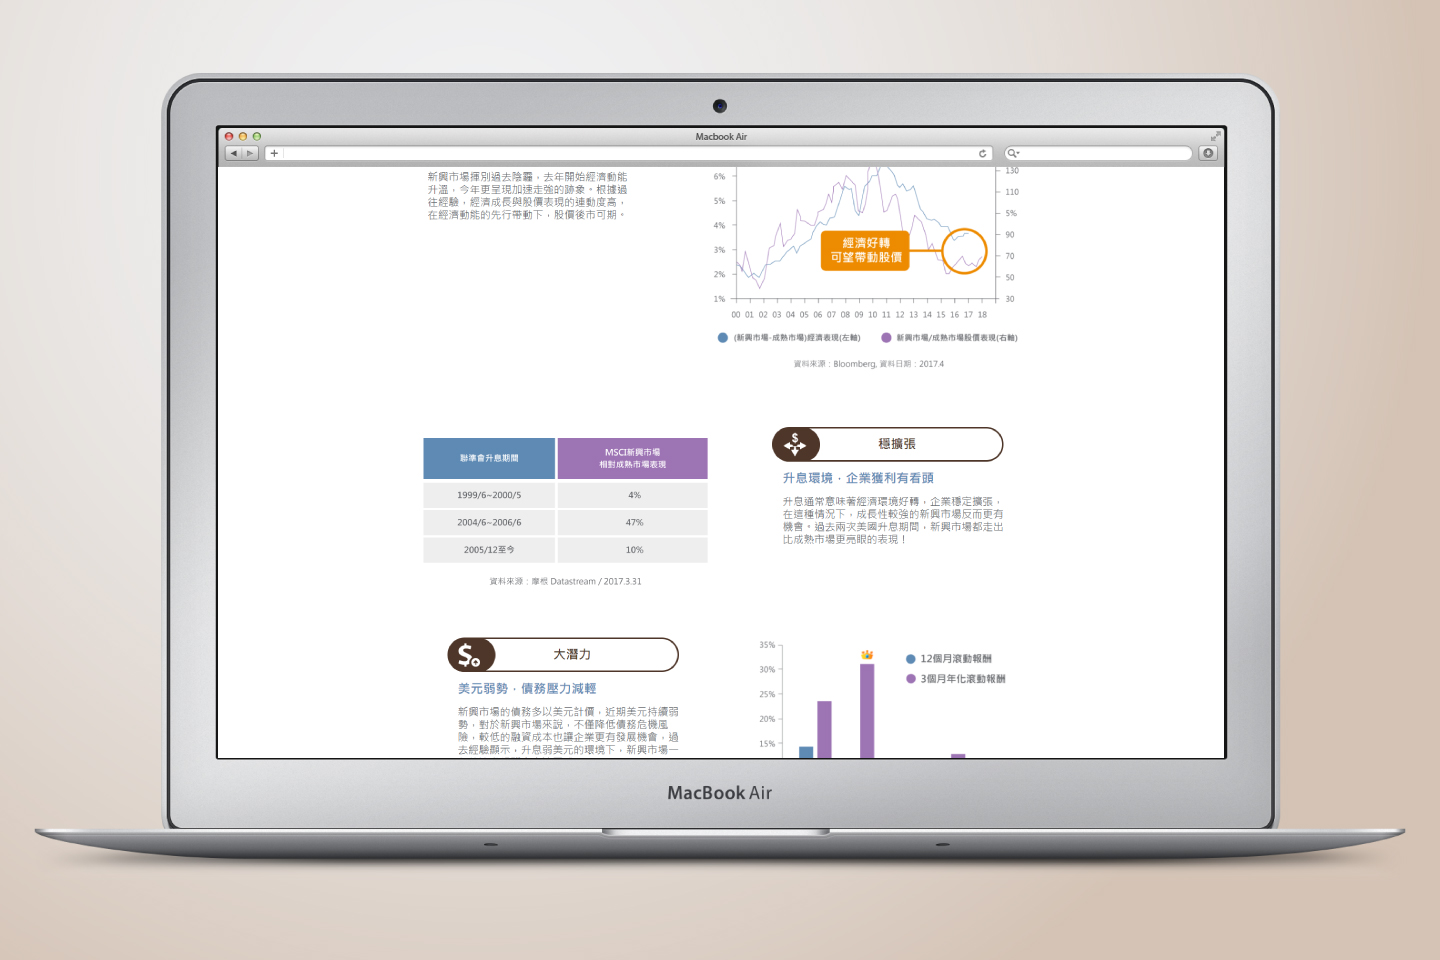 Macbook Air
新興市場揮別過去陰霾，去年開始經濟動能
升溫，今年更呈現加速走強的跡象。根據過
往經驗，經濟成長與股價表現的連動度高，
在經濟動能的先行帶動下，股價後市可期。
6%
5%
4%
3%
2%
1%
130
110
5%
90
70
50
30
經濟好轉
可望帶動股價
00 01 02 03 04 05 06 07 08 09 10 11 12 13 14 15 16 17 18
(新興市場-成熟市場)經濟表現(左軸)
新興市場/成熟市場股價表現(右軸)
資料來源：Bloomberg, 資料日期：2017.4
聯準會升息期間
MSCI新興市場
相對成熟市場表現
1999/6~2000/5 4%
2004/6~2006/6 47%
2005/12至今 10%
資料來源：摩根 Datastream / 2017.3.31
穩擴張
升息環境，企業獲利有看頭
升息通常意味著經濟環境好轉，企業穩定擴張，
在這種情況下，成長性較強的新興市場反而更有
機會。過去兩次美國升息期間，新興市場都走出
比成熟市場更亮眼的表現！
大潛力
美元弱勢，債務壓力減輕
新興市場的債務多以美元計價，近期美元持續弱
勢，對於新興市場來說，不僅降低債務危機風
險，較低的融資成本也讓企業更有發展機會，過
去經驗顯示，升息弱美元的環境下，新興市場一
35%
30%
25%
20%
15%
12個月滾動報酬
3個月年化滾動報酬
MacBook Air